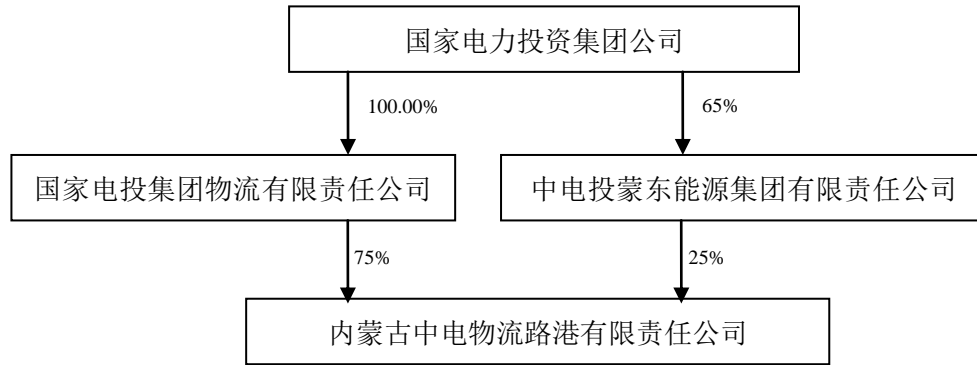 国家电力投资集团公司
100.00%
65%
国家电投集团物流有限责任公司
中电投蒙东能源集团有限责任公司
75%
25%
内蒙古中电物流路港有限责任公司